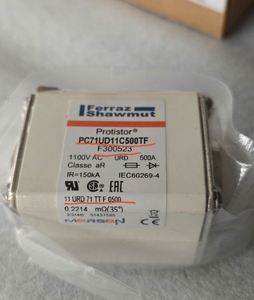 Ferraz
Shawmut
Protistor®
PC71UD11C500TF
F300523
1100V AC URD 500A
Classe aR
IR=150kA IEC60269-4
EAC
11 URD 71 TT F 0500
0.2214 mΩ(35°)
MERSEN